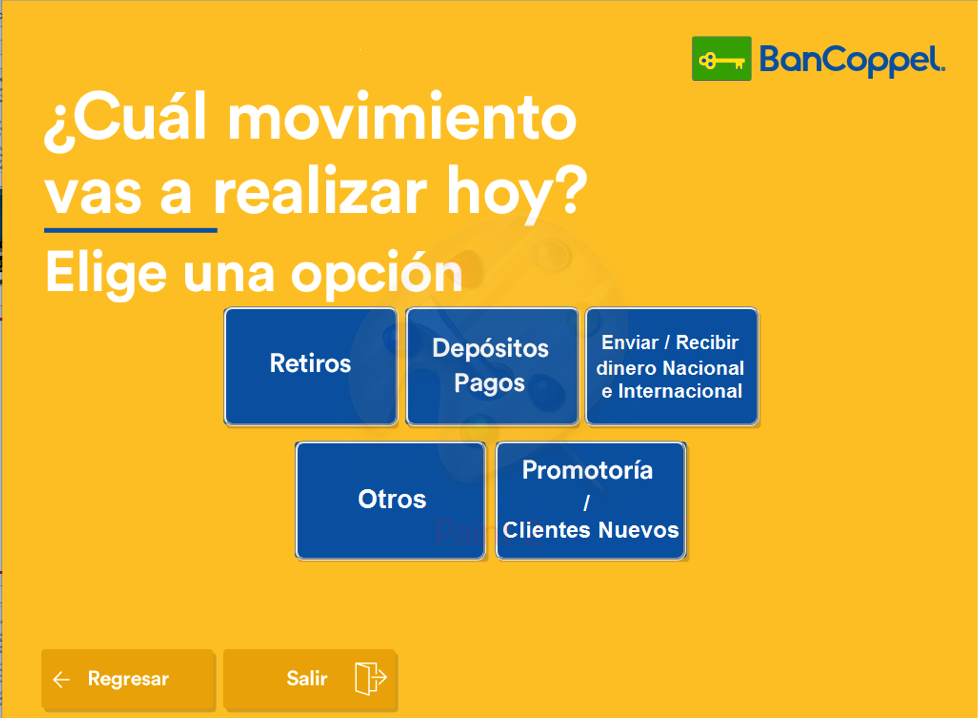 BanCoppel.
¿Cuál movimiento
vas a realizar hoy?
Elige una opción
Retiros
Depósitos
Pagos
Enviar / Recibir
dinero Nacional
e Internacional
Otros
Promotoría
/
Clientes Nuevos
Regresar
Salir